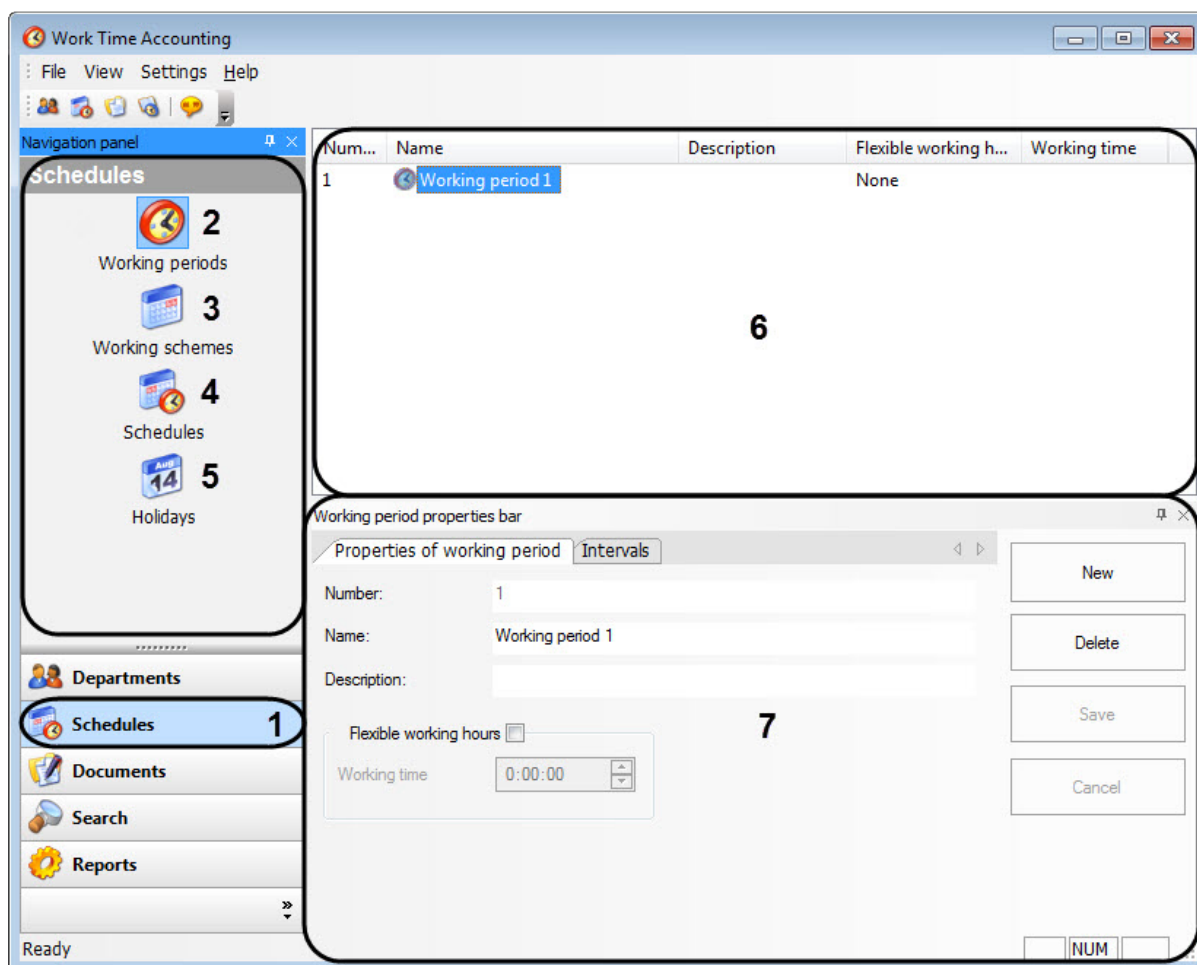 Work Time Accounting
File View Settings Help
Navigation panel
Schedules
2
Working periods
3
Working schemes
4
Schedules
Aug
14
5
Holidays
Departments
Schedules 1
Documents
Search
Reports
Num... Name Description Flexible working h... Working time
1 Working period 1 None
6
Working period properties bar
Properties of working period Intervals
Number: 1
Name: Working period 1
Description:
Flexible working hours
Working time 0:00:00
7
New
Delete
Save
Cancel
Ready NUM